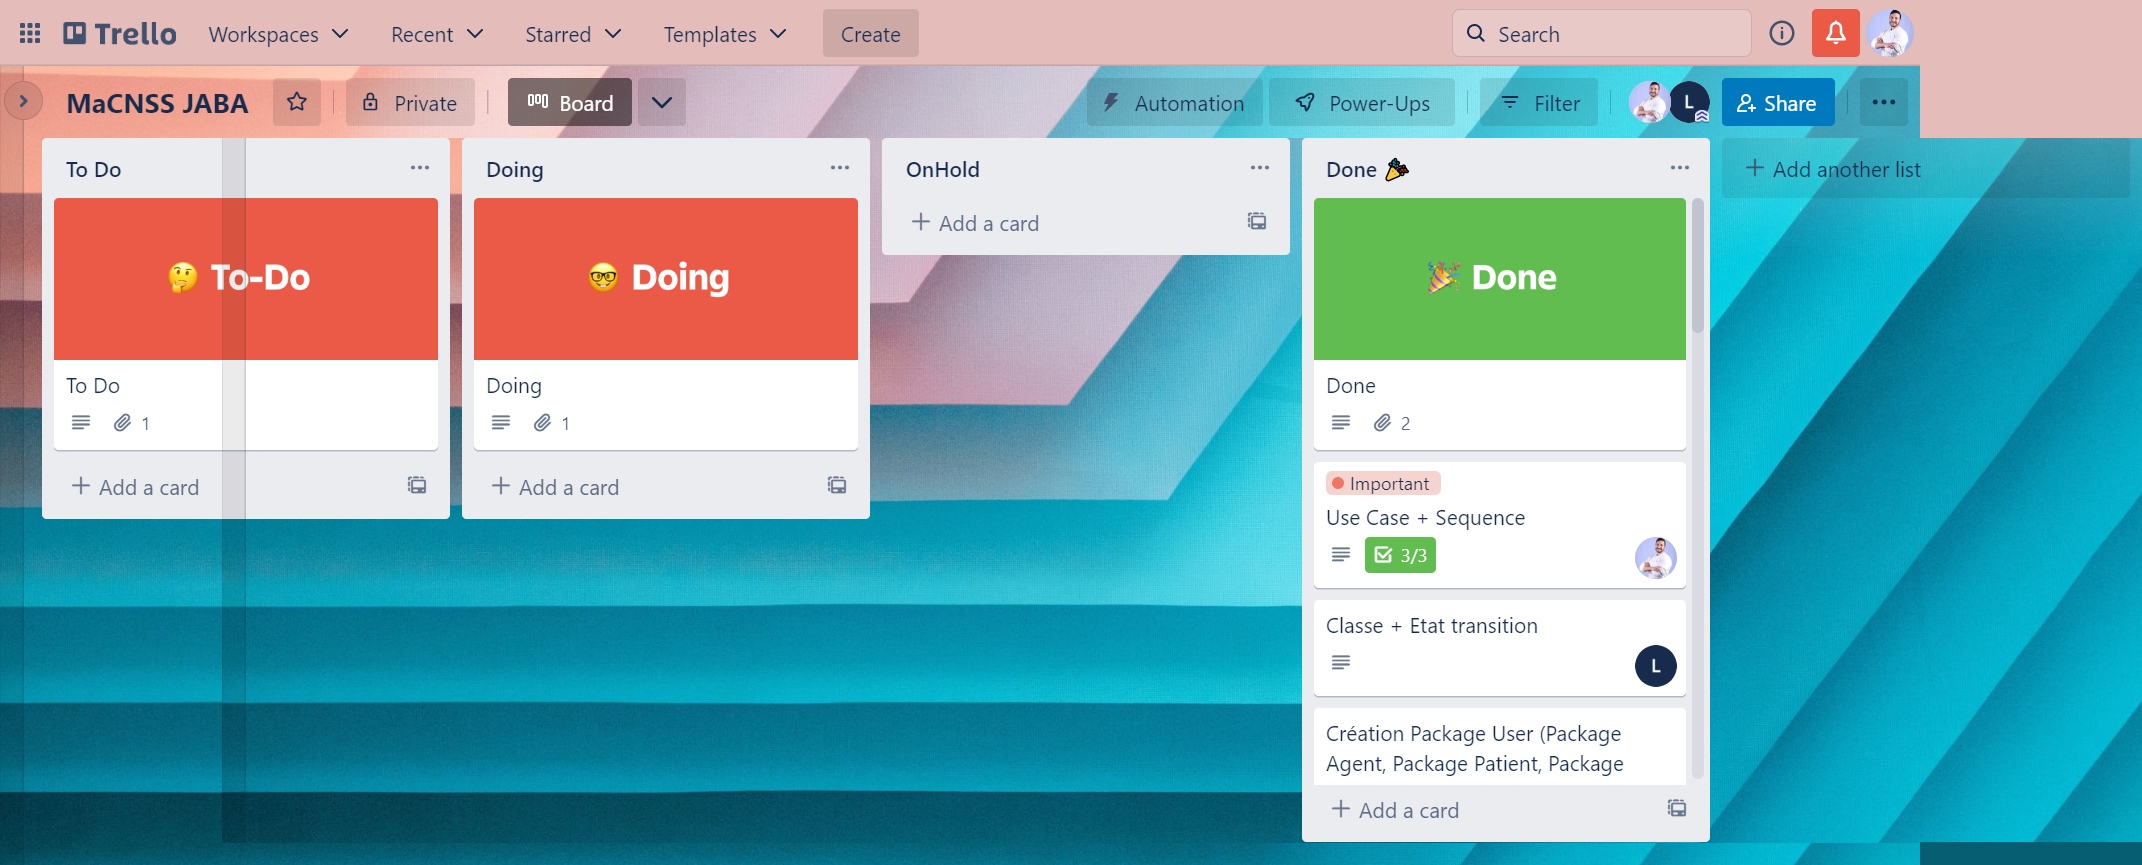 Trello Workspaces Recent Starred Templates Create Search
MaCNSS JABA Private Board Automation Power-Ups Filter L Share
To Do
To-Do
To Do
1
+ Add a card
Doing
Doing
Doing
1
+ Add a card
OnHold
+ Add a card
Done
Done
Done
2
Important
Use Case + Sequence
3/3
Classe + Etat transition
L
Création Package User (Package
Agent, Package Patient, Package
+ Add a card
+ Add another list